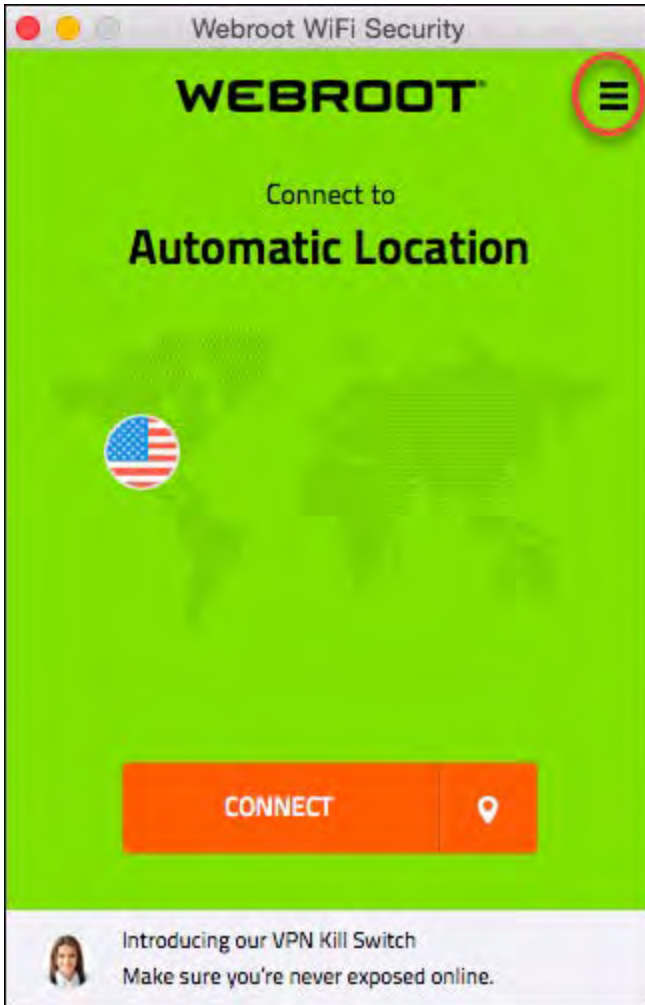 Webroot WiFi Security
WEBROOT®
Connect to
Automatic Location
CONNECT
Introducing our VPN Kill Switch
Make sure you're never exposed online.